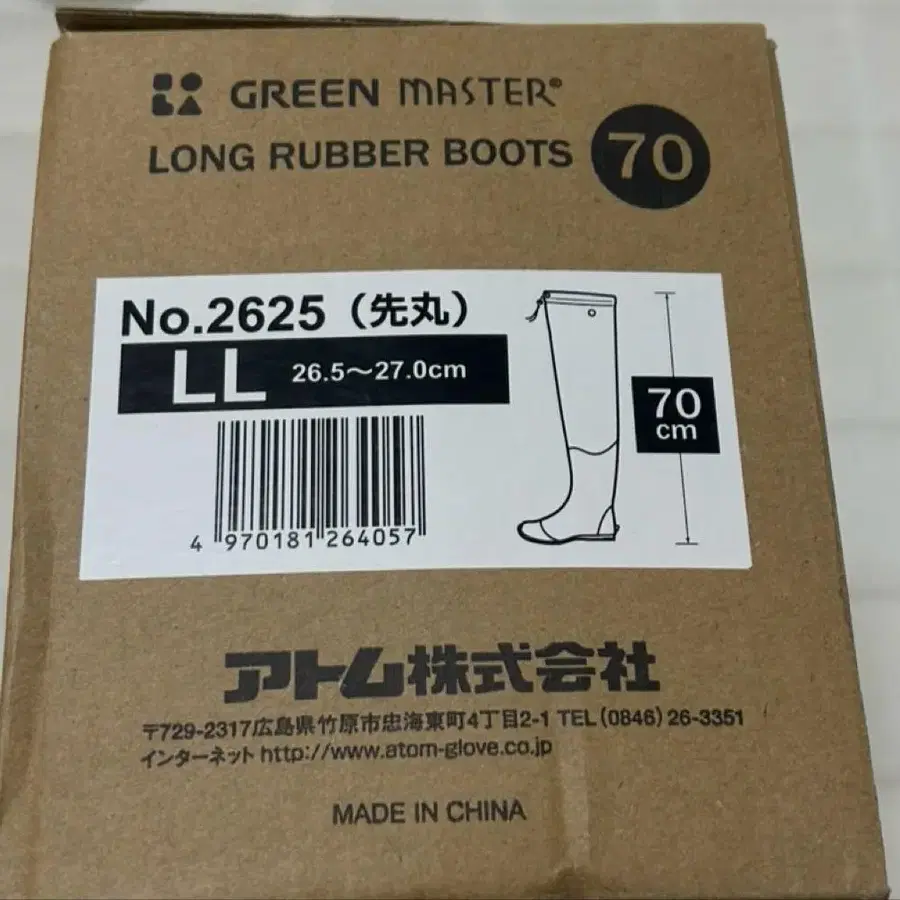 GREEN MASTER®
LONG RUBBER BOOTS 70
No.2625（先丸）
LL 26.5〜27.0cm
70
cm
4 970181 264057
アトム株式会社
〒729-2317広島県竹原市忠海東町4丁目2-1 TEL(0846)26-3351
インターネット http://www.atom-glove.co.jp
MADE IN CHINA